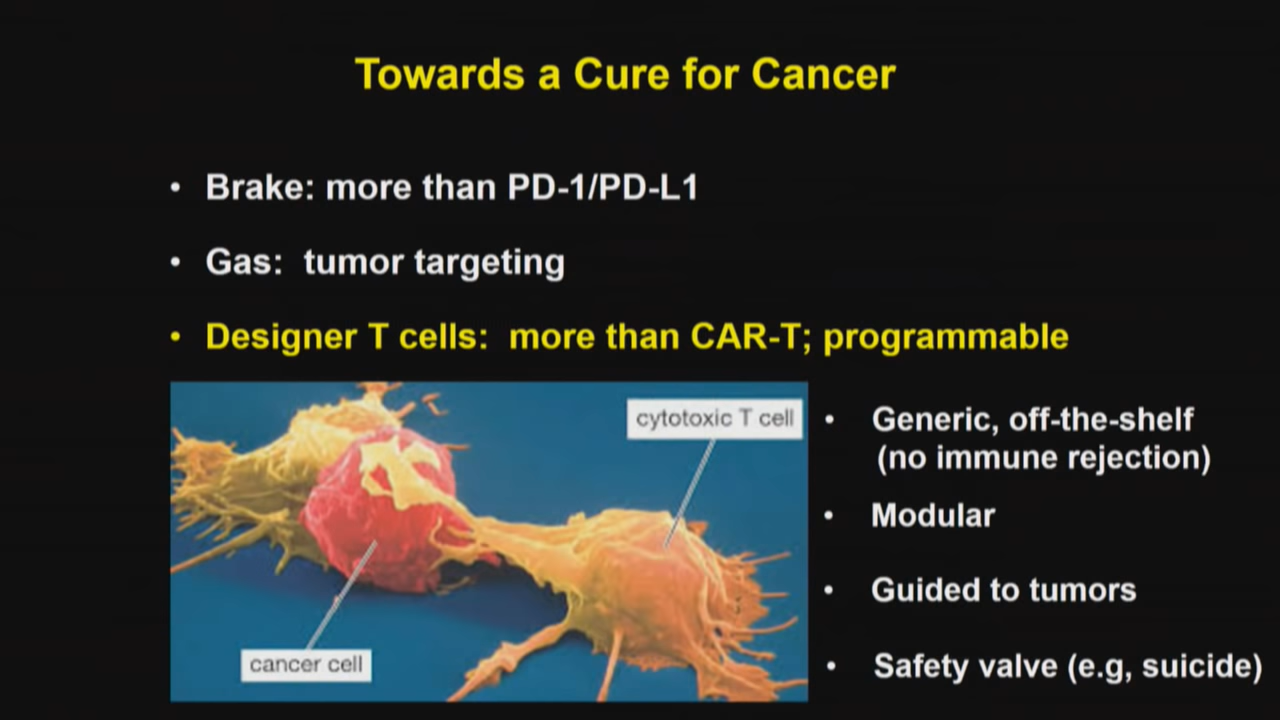 Towards a Cure for Cancer
• Brake: more than PD-1/PD-L1
• Gas: tumor targeting
• Designer T cells: more than CAR-T; programmable
cytotoxic T cell
cancer cell
• Generic, off-the-shelf
(no immune rejection)
• Modular
• Guided to tumors
• Safety valve (e.g, suicide)